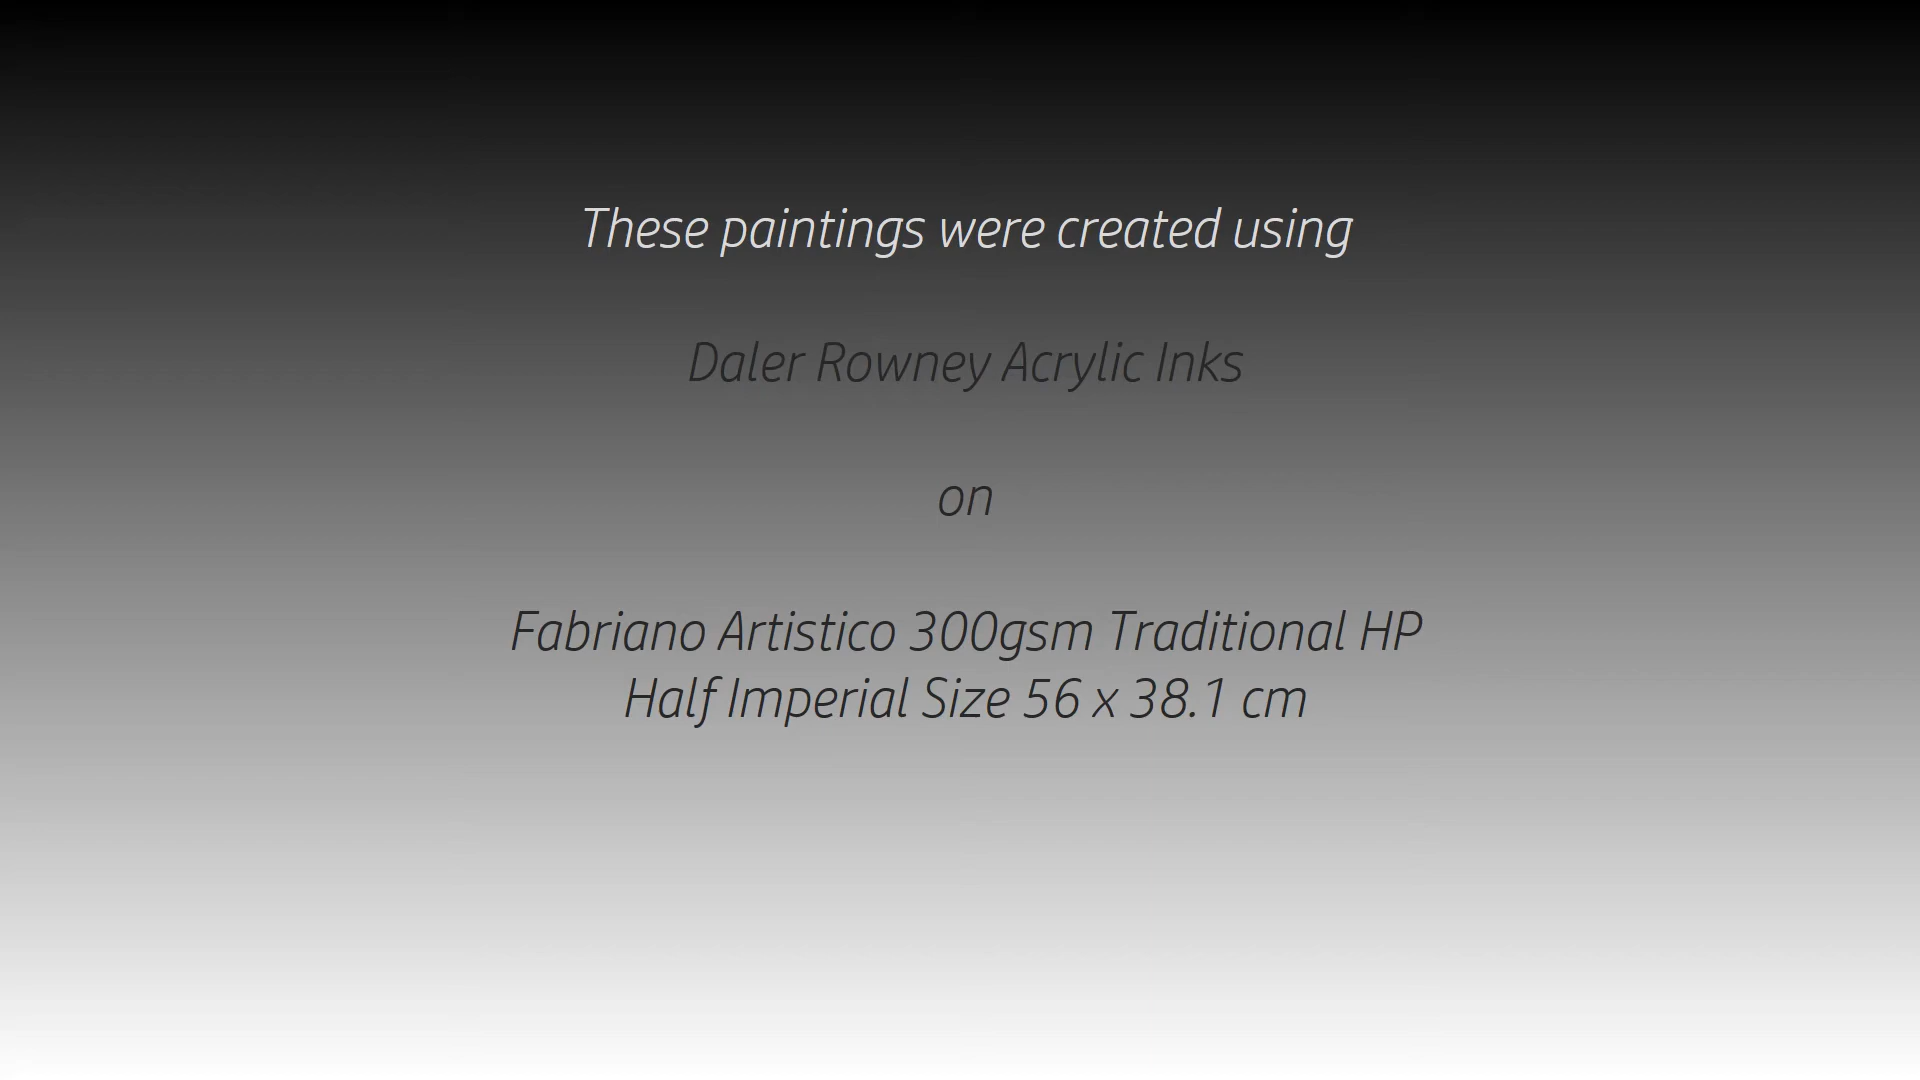 These paintings were created using
Daler Rowney Acrylic Inks
on
Fabriano Artistico 300gsm Traditional HP
Half Imperial Size 56 x 38.1 cm